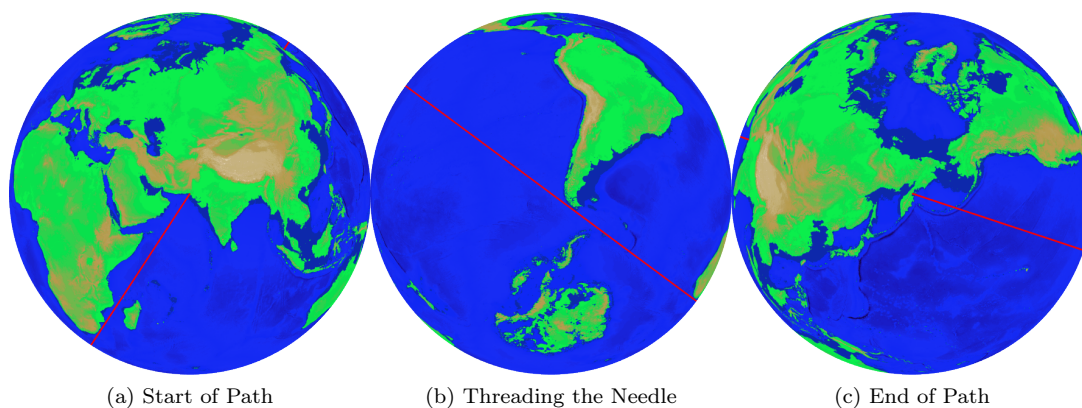 (a) Start of Path
(b) Threading the Needle
(c) End of Path